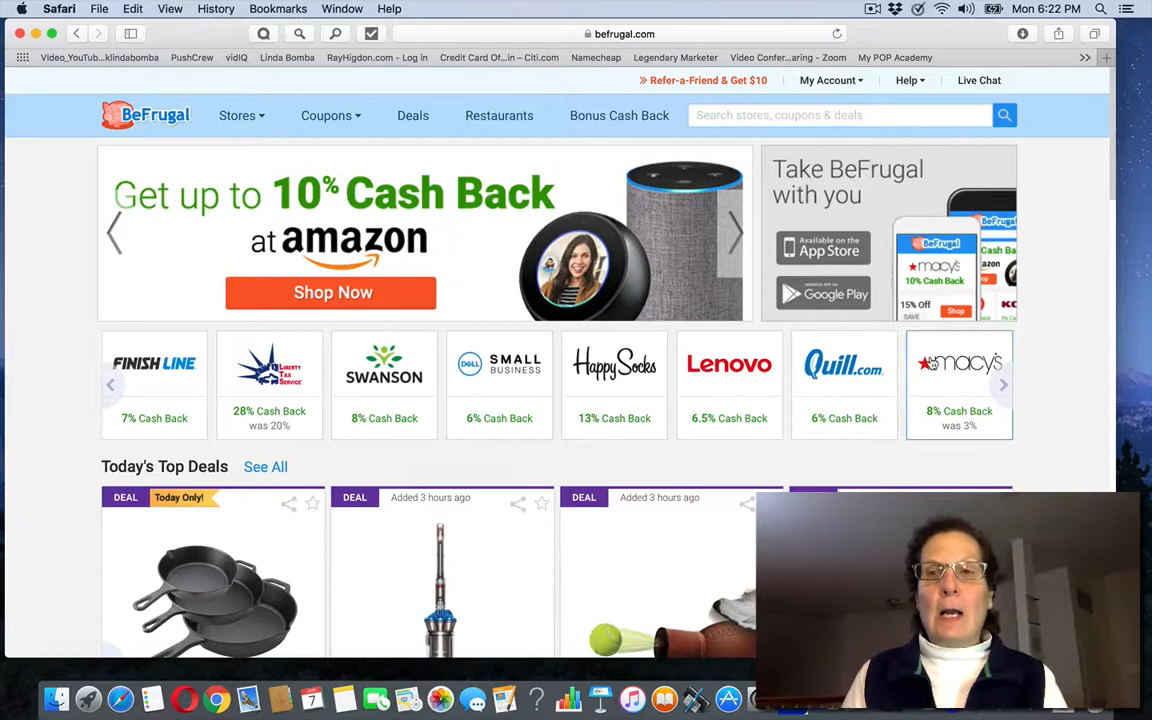 Safari File Edit View History Bookmarks Window Help Mon 6:22 PM
befrugal.com
Video_YouTub...klindabomba PushCrew vidIQ Linda Bomba RayHigdon.com - Log in Credit Card Of...in – Citi.com Namecheap Legendary Marketer Video Confer...aring - Zoom My POP Academy
Refer-a-Friend & Get $10 My Account Help Live Chat
BeFrugal Stores Coupons Deals Restaurants Bonus Cash Back Search stores, coupons & deals
Get up to 10% Cash Back
at amazon
Shop Now
Take BeFrugal
with you
Available on the
App Store
Google Play
BeFrugal
macy's
10% Cash Back
15% Off
SAVE
Shop
FINISH LINE
7% Cash Back
LIBERTY
TAX
SERVICE
28% Cash Back
was 20%
SWANSON
8% Cash Back
DELL SMALL
BUSINESS
6% Cash Back
Happy Socks
13% Cash Back
Lenovo
6.5% Cash Back
Quill.com
6% Cash Back
macy's
8% Cash Back
was 3%
Today's Top Deals See All
DEAL Today Only!
DEAL Added 3 hours ago
DEAL Added 3 hours ago
7